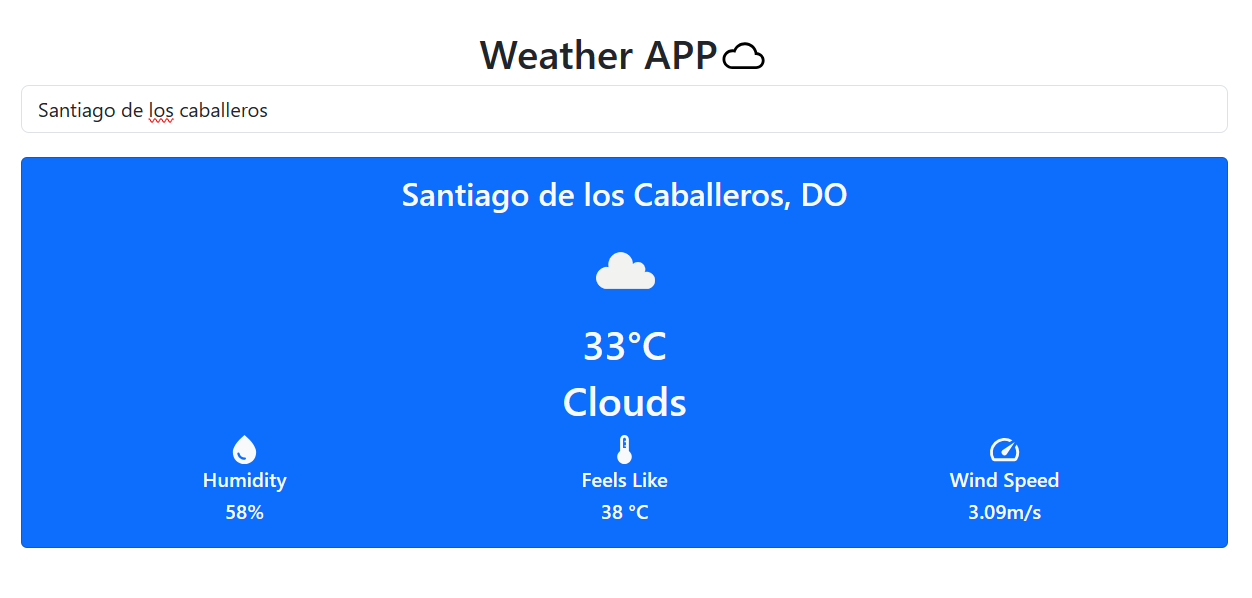 Weather APP
Santiago de los caballeros
Santiago de los Caballeros, DO
33°C
Clouds
Humidity Feels Like Wind Speed
58% 38 °C 3.09m/s